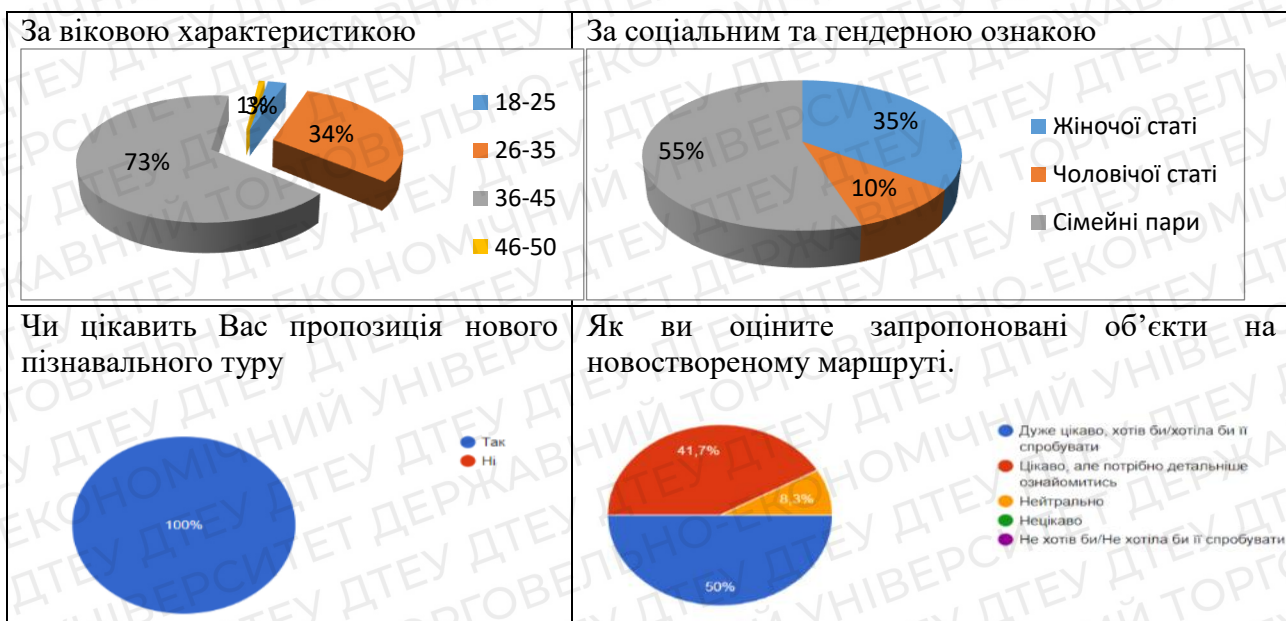 За віковою характеристикою
1%
3%
34%
73%
18-25
26-35
36-45
46-50
За соціальним та гендерною ознакою
35%
10%
55%
Жіночої статі
Чоловічої статі
Сімейні пари
Чи цікавить Вас пропозиція нового
пізнавального туру
100%
Так
Ні
Як ви оціните запропоновані об’єкти на
новоствореному маршруті.
41,7%
8,3%
50%
Дуже цікаво, хотів би/хотіла би її
спробувати
Цікаво, але потрібно детальніше
ознайомитись
Нейтрально
Нецікаво
Не хотів би/Не хотіла би її спробувати